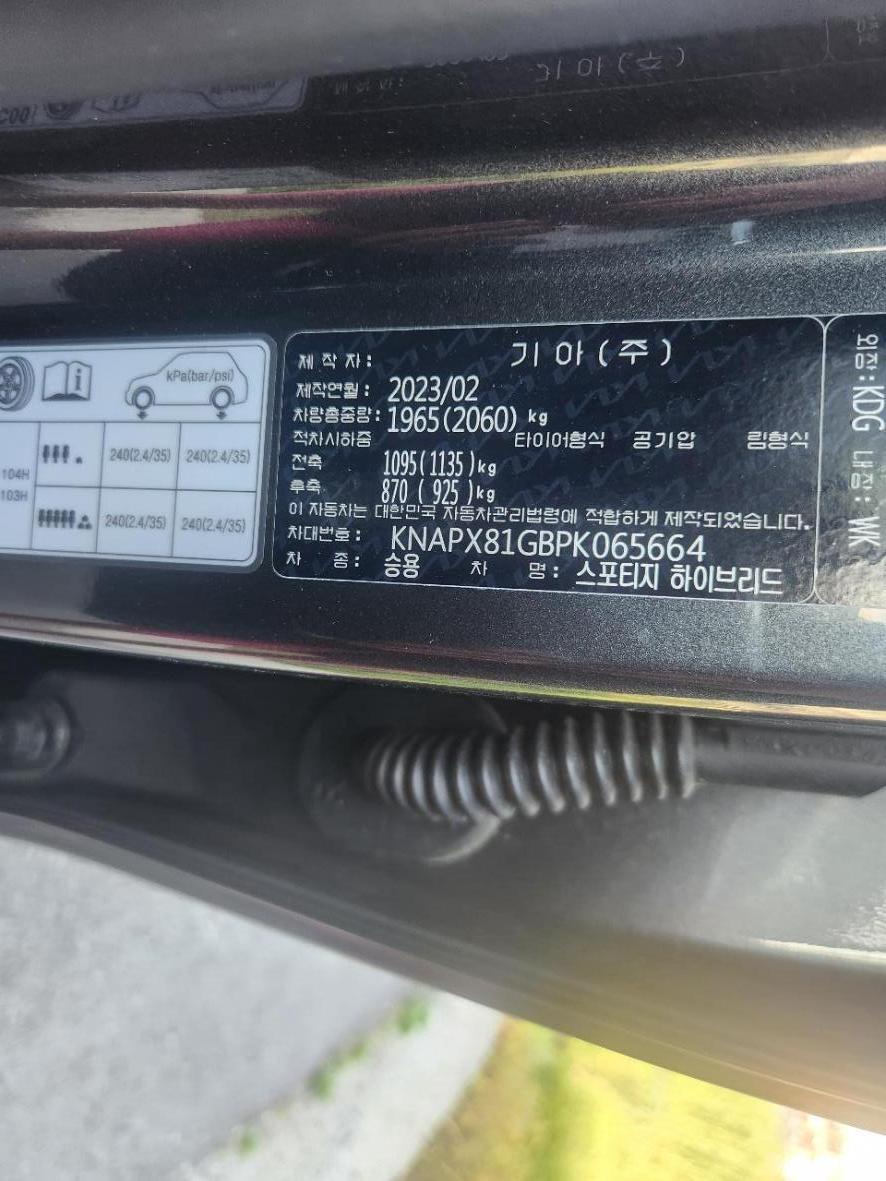 kPa(bar/psi)
104H
103H
240(2.4/35) 240(2.4/35)
240(2.4/35) 240(2.4/35)
제 작 자 : 기 아 ( 주 )
제작연월 : 2023/02
차량총중량 : 1965(2060) kg
적차시하중 타이어형식 공기압 림형식
전축 1095(1135)kg
후축 870 ( 925 )kg
이 자동차는 대한민국 자동차관리법령에 적합하게 제작되었습니다.
차대번호 : KNAPX81GBPK065664
차 종 : 승용 차 명 : 스포티지 하이브리드
외장 : KDG 내장 : WK